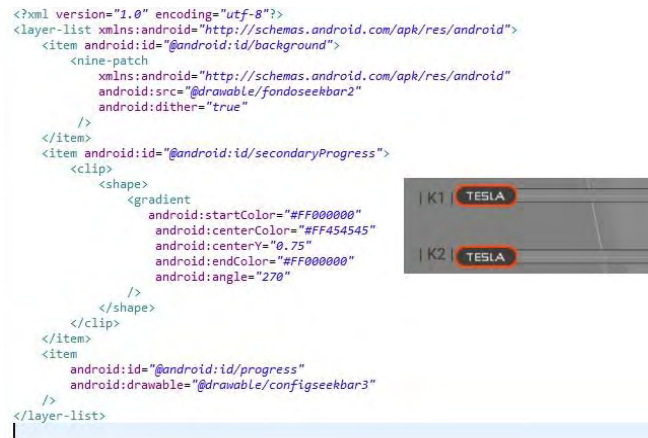 <?xml version="1.0" encoding="utf-8"?>
<layer-list xmlns:android="http://schemas.android.com/apk/res/android">
    <item android:id="@android:id/background">
        <nine-patch
            xmlns:android="http://schemas.android.com/apk/res/android"
            android:src="@drawable/fondoseekbar2"
            android:dither="true"
         />
    </item>
    <item android:id="@android:id/secondaryProgress">
        <clip>
            <shape>
                <gradient
                   android:startColor="#FF000000"
                    android:centerColor="#FF454545"
                    android:centerY="0.75"
                    android:endColor="#FF000000"
                    android:angle="270"
                />
            </shape>
        </clip>
    </item>
    <item
        android:id="@android:id/progress"
        android:drawable="@drawable/configseekbar3"
    />
</layer-list>
| K1 | TESLA
| K2 | TESLA